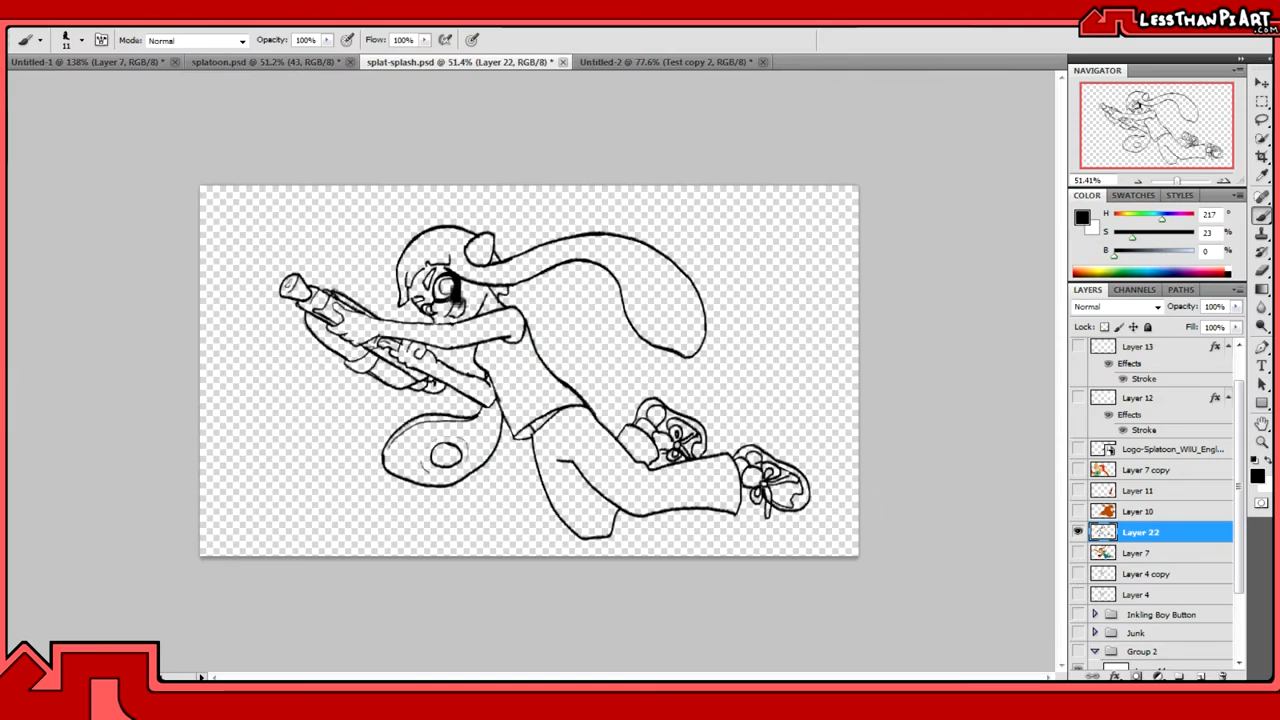 LESSTHANPIART
.COM
11
Mode: Normal
Opacity: 100%
Flow: 100%
Untitled-1 @ 138% (Layer 7, RGB/8) *
splatoon.psd @ 51.2% (43, RGB/8) *
splat-splash.psd @ 51.4% (Layer 22, RGB/8) *
Untitled-2 @ 77.6% (Test copy 2, RGB/8) *
NAVIGATOR
51.41%
COLOR SWATCHES STYLES
H 217 °
S 23 %
B 0 %
LAYERS CHANNELS PATHS
Normal Opacity: 100%
Lock: Fill: 100%
Layer 13 fx
Effects
Stroke
Layer 12 fx
Effects
Stroke
Logo-Splatoon_WIIU_Engl...
Layer 7 copy
Layer 11
Layer 10
Layer 22
Layer 7
Layer 4 copy
Layer 4
Inkling Boy Button
Junk
Group 2